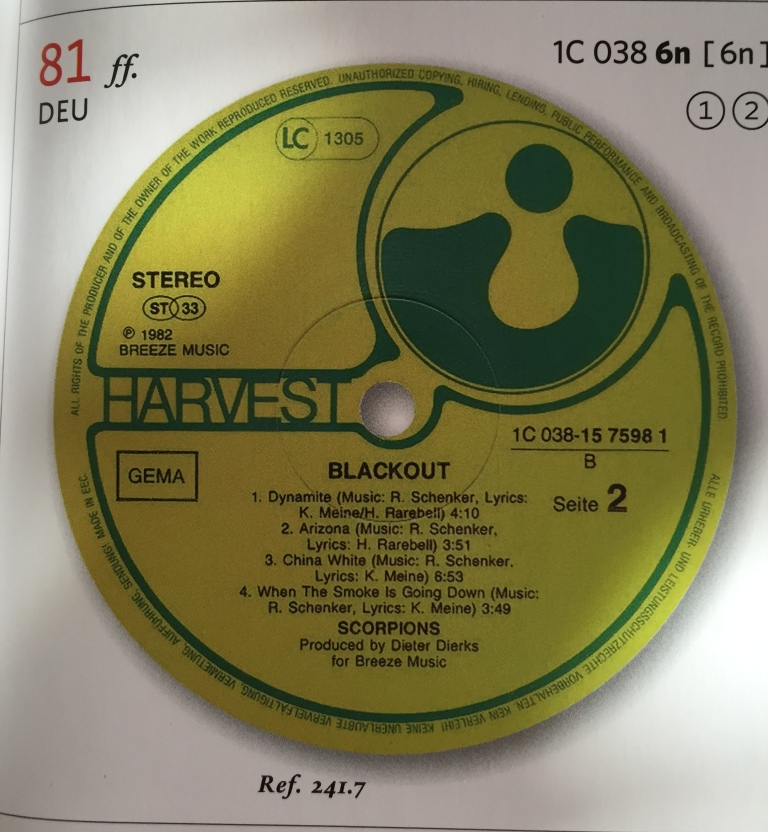 81 ff.
DEU
1C 038 6n [6n]
1 2
ALL RIGHTS OF THE PRODUCER AND OF THE OWNER OF THE WORK REPRODUCED RESERVED. UNAUTHORIZED COPYING, HIRING, LENDING, PUBLIC PERFORMANCE AND BROADCASTING OF THE RECORD PROHIBITED
LC 1305
STEREO
ST 33
Ⓟ 1982
BREEZE MUSIC
HARVEST
1C 038-15 7598 1
B
GEMA
Seite 2
BLACKOUT
1. Dynamite (Music: R. Schenker, Lyrics:
K. Meine/H. Rarebell) 4:10
2. Arizona (Music: R. Schenker,
Lyrics: H. Rarebell) 3:51
3. China White (Music: R. Schenker.
Lyrics: K. Meine) 6:53
4. When The Smoke Is Going Down (Music:
R. Schenker, Lyrics: K. Meine) 3:49
SCORPIONS
Produced by Dieter Dierks
for Breeze Music
ALLE URHEBER- UND LEISTUNGSSCHUTZRECHTE VORBEHALTEN. KEIN VERLEIH! KEINE UNERLAUBTE VERVIELFÄLTIGUNG, VERMIETUNG, AUFFÜHRUNG, SENDUNG! MADE IN EEC
Ref. 241.7